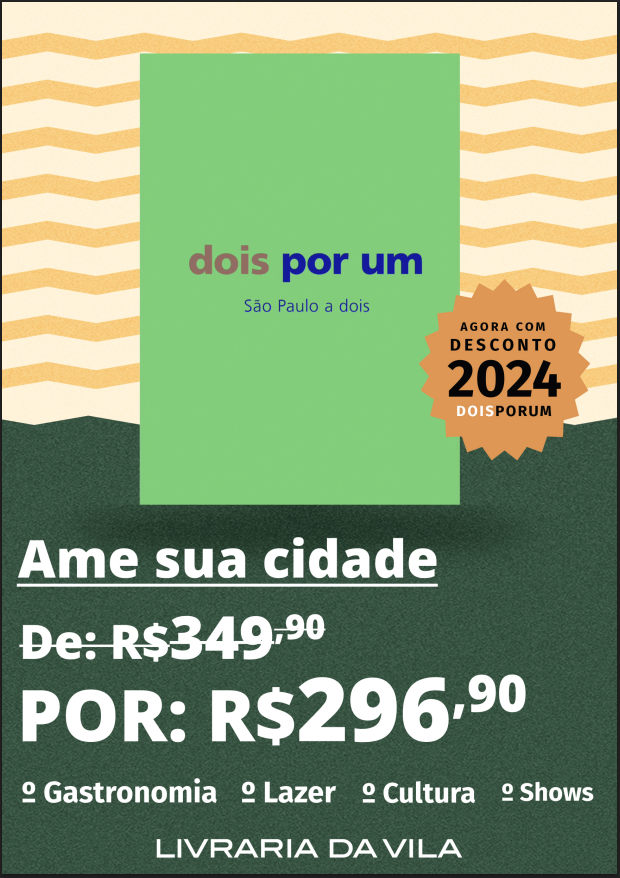 dois por um
São Paulo a dois
AGORA COM
DESCONTO
2024
DOISPORUM
Ame sua cidade
De: R$349,90
POR: R$296,90
º Gastronomia º Lazer º Cultura º Shows
LIVRARIA DA VILA